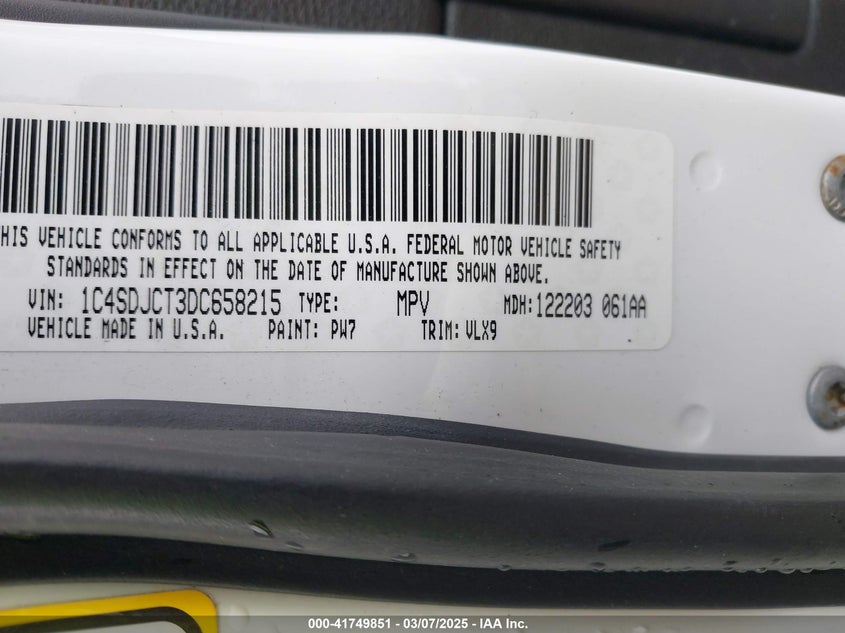 THIS VEHICLE CONFORMS TO ALL APPLICABLE U.S.A. FEDERAL MOTOR VEHICLE SAFETY
STANDARDS IN EFFECT ON THE DATE OF MANUFACTURE SHOWN ABOVE.
VIN: 1C4SDJCT3DC658215 TYPE: MPV MDH:122203 061AA
VEHICLE MADE IN U.S.A. PAINT: PW7 TRIM: VLX9
000-41749851 — 03/07/2025 — IAA Inc.